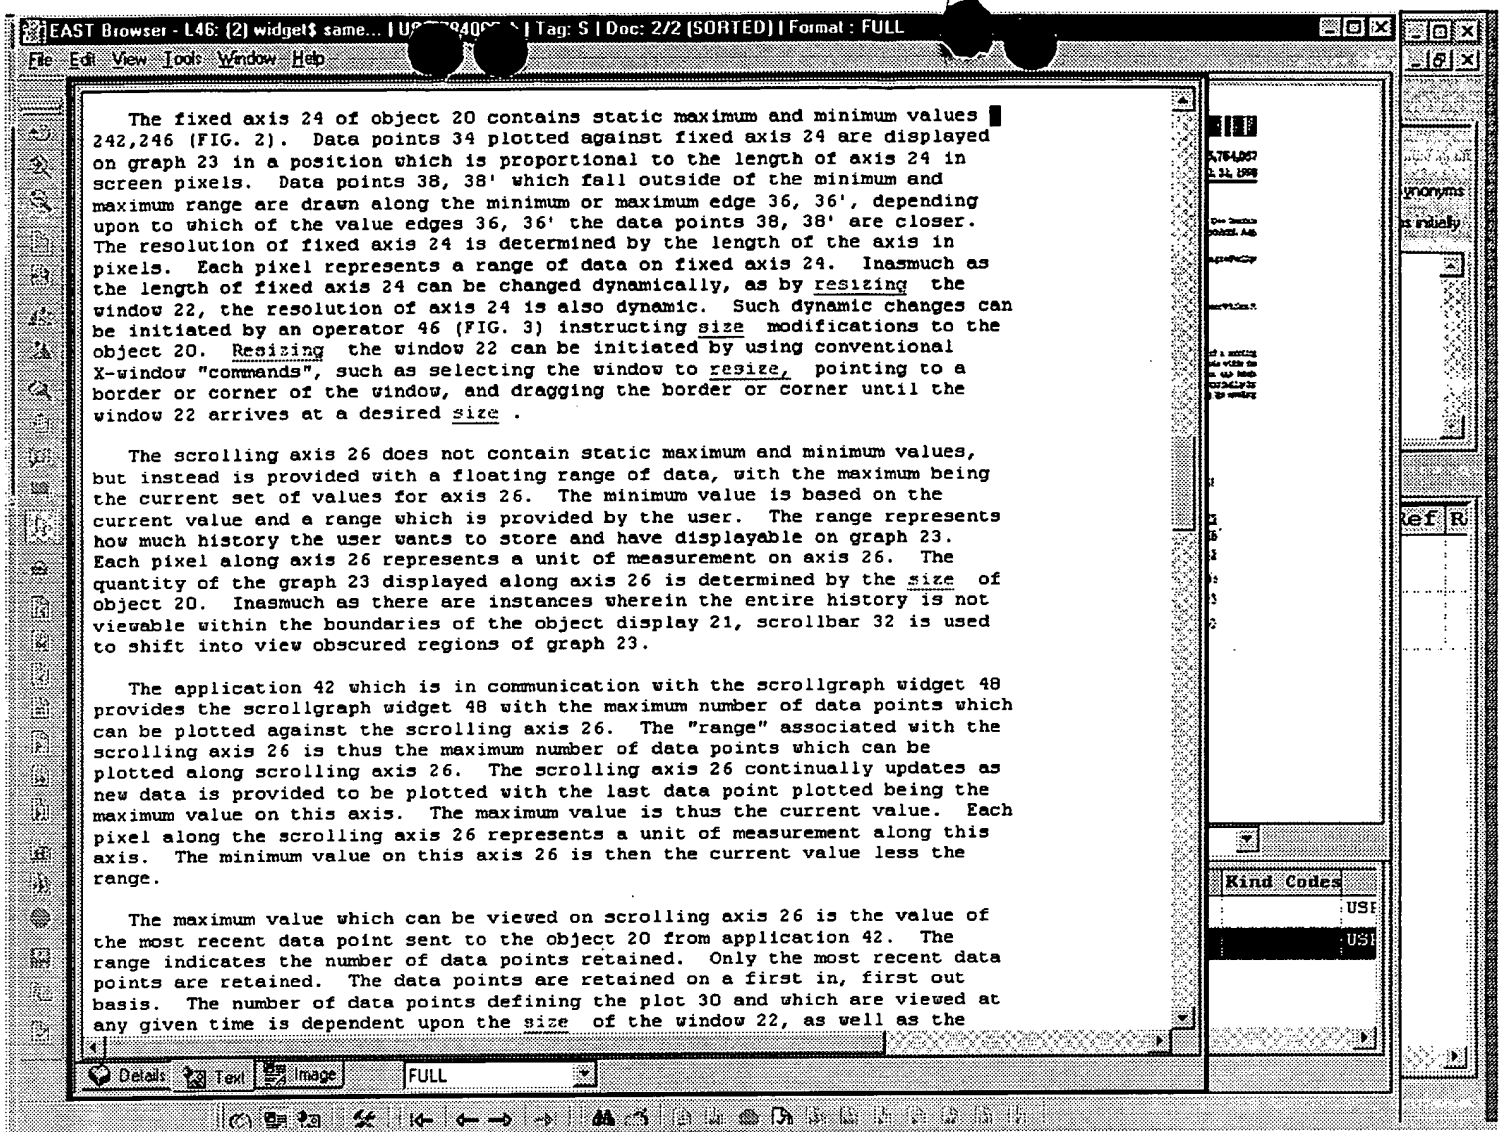 EAST Browser - L46: (2) widget$ same... | US | Tag: S | Doc: 2/2 (SORTED) | Format : FULL
File Edit View Tools Window Help
The fixed axis 24 of object 20 contains static maximum and minimum values
242,246 (FIG. 2). Data points 34 plotted against fixed axis 24 are displayed
on graph 23 in a position which is proportional to the length of axis 24 in
screen pixels. Data points 38, 38' which fall outside of the minimum and
maximum range are drawn along the minimum or maximum edge 36, 36', depending
upon to which of the value edges 36, 36' the data points 38, 38' are closer.
The resolution of fixed axis 24 is determined by the length of the axis in
pixels. Each pixel represents a range of data on fixed axis 24. Inasmuch as
the length of fixed axis 24 can be changed dynamically, as by resizing the
window 22, the resolution of axis 24 is also dynamic. Such dynamic changes can
be initiated by an operator 46 (FIG. 3) instructing size modifications to the
object 20. Resizing the window 22 can be initiated by using conventional
X-window "commands", such as selecting the window to resize, pointing to a
border or corner of the window, and dragging the border or corner until the
window 22 arrives at a desired size .
The scrolling axis 26 does not contain static maximum and minimum values,
but instead is provided with a floating range of data, with the maximum being
the current set of values for axis 26. The minimum value is based on the
current value and a range which is provided by the user. The range represents
how much history the user wants to store and have displayable on graph 23.
Each pixel along axis 26 represents a unit of measurement on axis 26. The
quantity of the graph 23 displayed along axis 26 is determined by the size of
object 20. Inasmuch as there are instances wherein the entire history is not
viewable within the boundaries of the object display 21, scrollbar 32 is used
to shift into view obscured regions of graph 23.
The application 42 which is in communication with the scrollgraph widget 48
provides the scrollgraph widget 48 with the maximum number of data points which
can be plotted against the scrolling axis 26. The "range" associated with the
scrolling axis 26 is thus the maximum number of data points which can be
plotted along scrolling axis 26. The scrolling axis 26 continually updates as
new data is provided to be plotted with the last data point plotted being the
maximum value on this axis. The maximum value is thus the current value. Each
pixel along the scrolling axis 26 represents a unit of measurement along this
axis. The minimum value on this axis 26 is then the current value less the
range.
The maximum value which can be viewed on scrolling axis 26 is the value of
the most recent data point sent to the object 20 from application 42. The
range indicates the number of data points retained. Only the most recent data
points are retained. The data points are retained on a first in, first out
basis. The number of data points defining the plot 30 and which are viewed at
any given time is dependent upon the size of the window 22, as well as the
Details Text Image FULL
ynonyms
s initially
Ref R
Kind Codes
USP
US